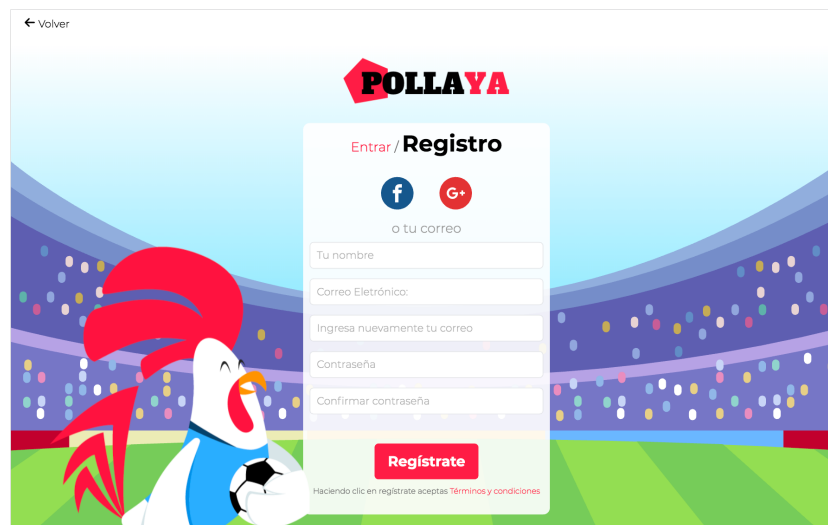 ← Volver
POLLAYA
Entrar / Registro
f
G+
o tu correo
Tu nombre
Correo Eletrónico:
Ingresa nuevamente tu correo
Contraseña
Confirmar contraseña
Regístrate
Haciendo clic en regístrate aceptas Términos y condiciones